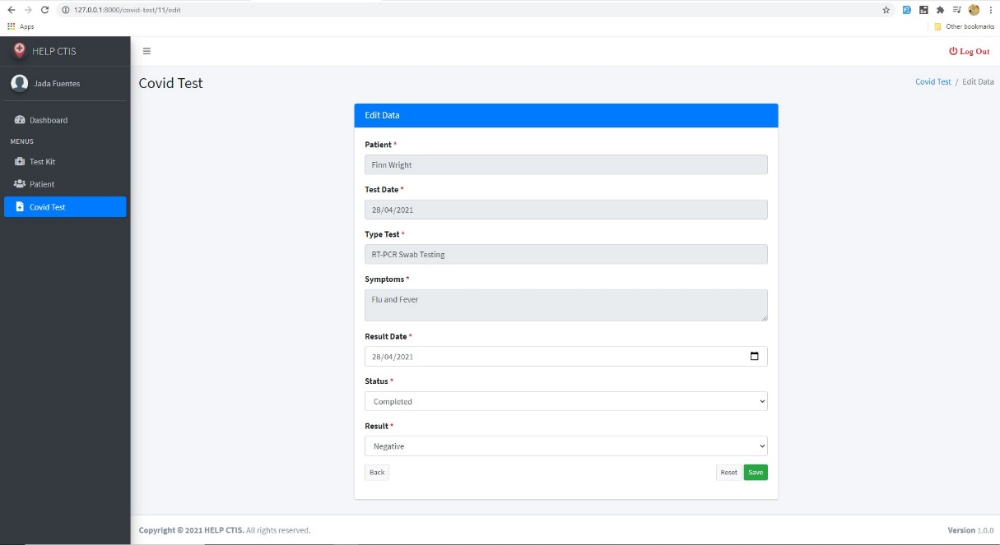 127.0.0.1:8000/covid-test/11/edit
Apps
Other bookmarks
HELP CTIS
Log Out
Jada Fuentes
Covid Test
Covid Test / Edit Data
Dashboard
MENUS
Test Kit
Patient
Covid Test
Edit Data
Patient *
Finn Wright
Test Date *
28/04/2021
Type Test *
RT-PCR Swab Testing
Symptoms *
Flu and Fever
Result Date *
28/04/2021
Status *
Completed
Result *
Negative
Back
Reset
Save
Copyright © 2021 HELP CTIS. All rights reserved.
Version 1.0.0